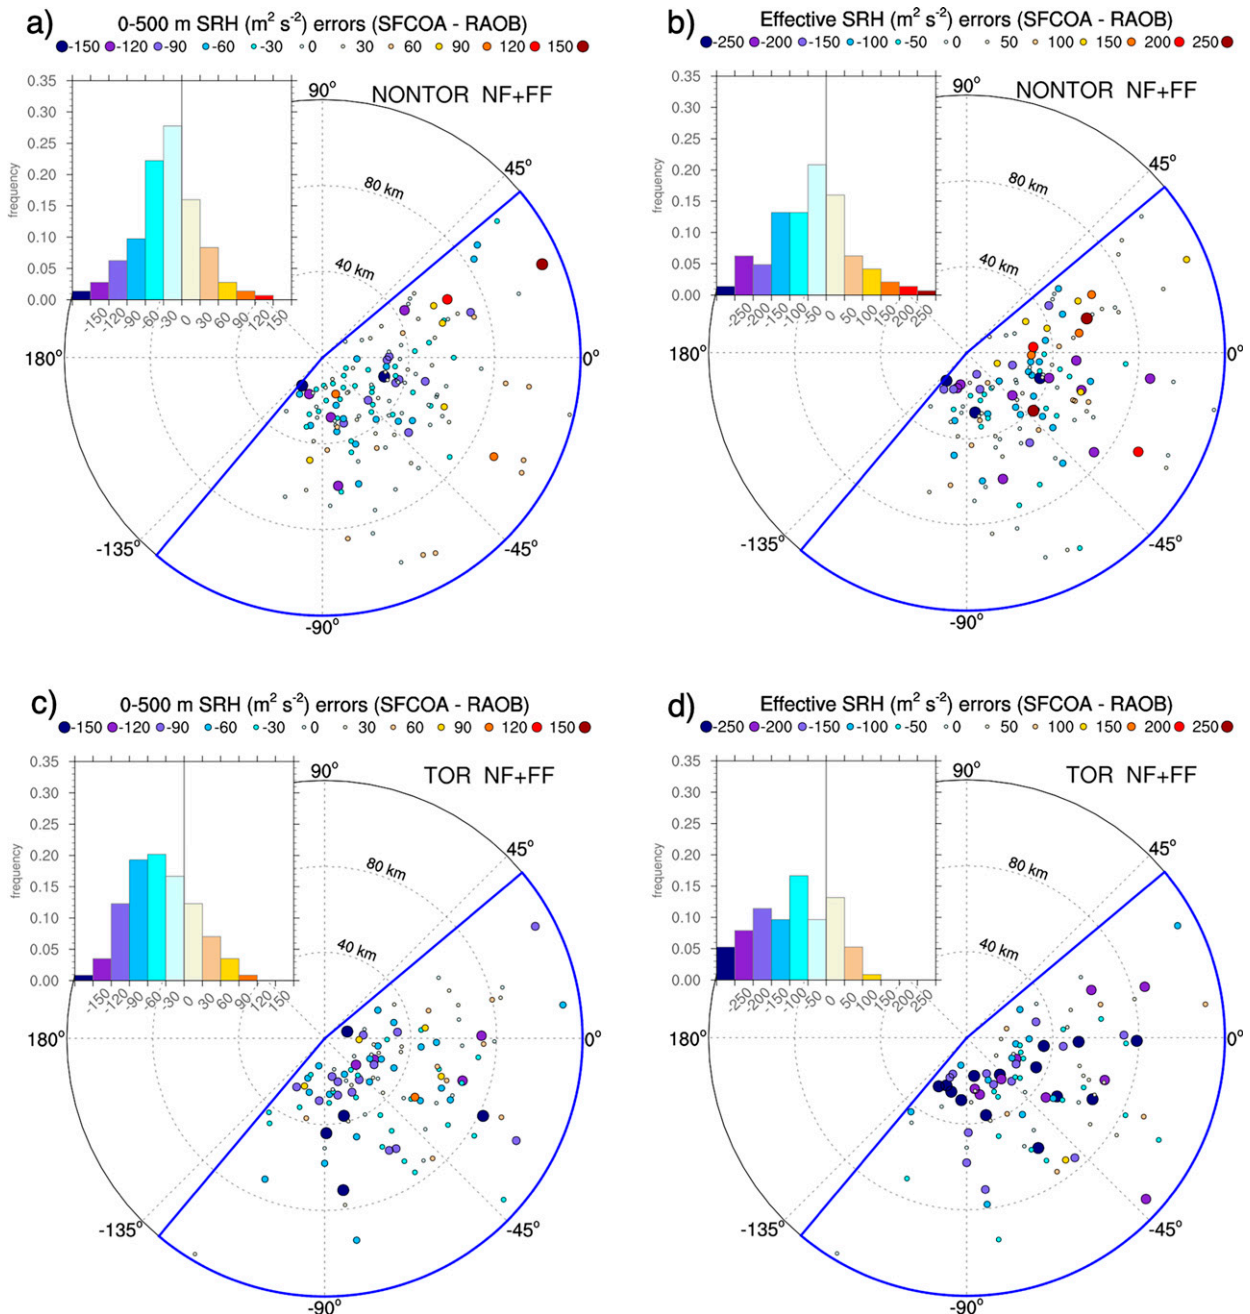 a)
0-500 m SRH (m² s⁻²) errors (SFCOA - RAOB)
-150 -120 -90 -60 -30 0 30 60 90 120 150
NONTOR NF+FF
0.35
0.30
0.25
0.20
0.15
0.10
0.05
0.00
frequency
-150 -120 -90 -60 -30 0 30 60 90 120 150
90°
45°
80 km
40 km
180°
0°
-135°
-45°
-90°
b)
Effective SRH (m² s⁻²) errors (SFCOA - RAOB)
-250 -200 -150 -100 -50 0 50 100 150 200 250
NONTOR NF+FF
0.35
0.30
0.25
0.20
0.15
0.10
0.05
0.00
frequency
-250 -200 -150 -100 -50 0 50 100 150 200 250
90°
45°
80 km
40 km
180°
0°
-135°
-45°
-90°
c)
0-500 m SRH (m² s⁻²) errors (SFCOA - RAOB)
-150 -120 -90 -60 -30 0 30 60 90 120 150
TOR NF+FF
0.35
0.30
0.25
0.20
0.15
0.10
0.05
0.00
frequency
-150 -120 -90 -60 -30 0 30 60 90 120 150
90°
45°
80 km
40 km
180°
0°
-135°
-45°
-90°
d)
Effective SRH (m² s⁻²) errors (SFCOA - RAOB)
-250 -200 -150 -100 -50 0 50 100 150 200 250
TOR NF+FF
0.35
0.30
0.25
0.20
0.15
0.10
0.05
0.00
frequency
-250 -200 -150 -100 -50 0 50 100 150 200 250
90°
45°
80 km
40 km
180°
0°
-135°
-45°
-90°